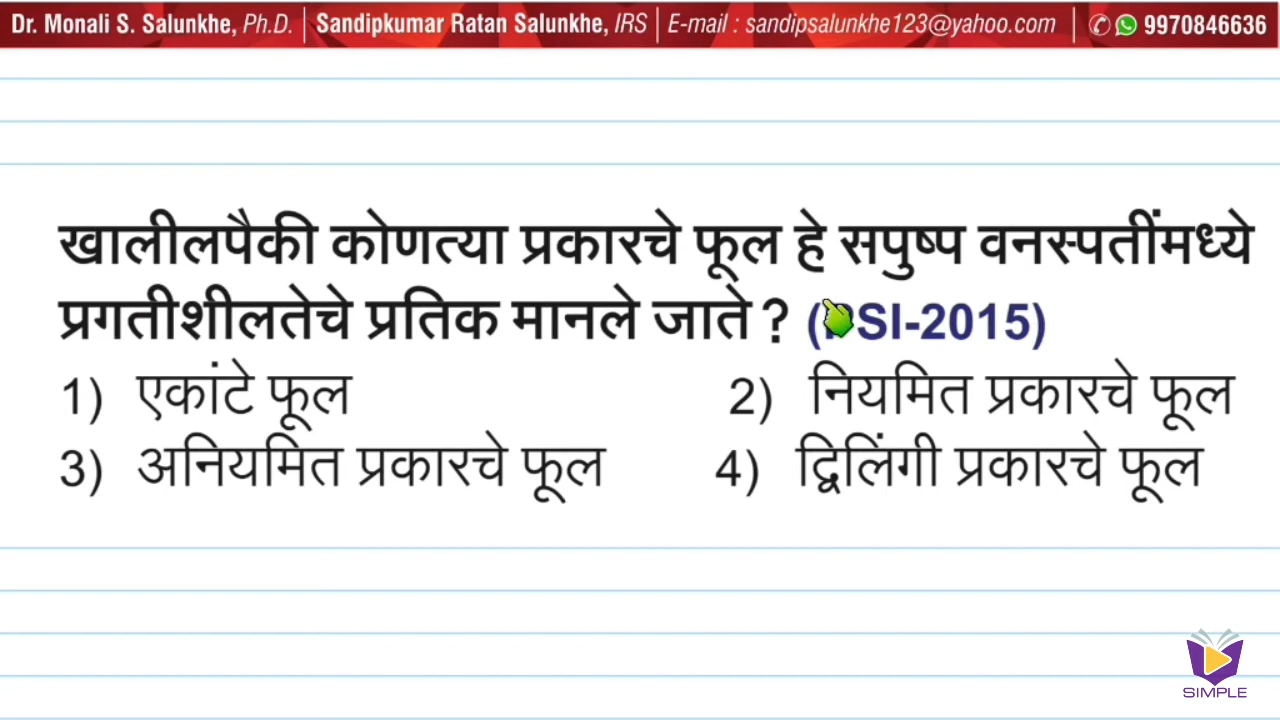 Dr. Monali S. Salunkhe, Ph.D. | Sandipkumar Ratan Salunkhe, IRS | E-mail : sandipsalunkhe123@yahoo.com | 9970846636
खालीलपैकी कोणत्या प्रकारचे फूल हे सपुष्प वनस्पतींमध्ये
प्रगतीशीलतेचे प्रतिक मानले जाते ? (PSI-2015)
1) एकांटे फूल 2) नियमित प्रकारचे फूल
3) अनियमित प्रकारचे फूल 4) द्विलिंगी प्रकारचे फूल
SIMPLE